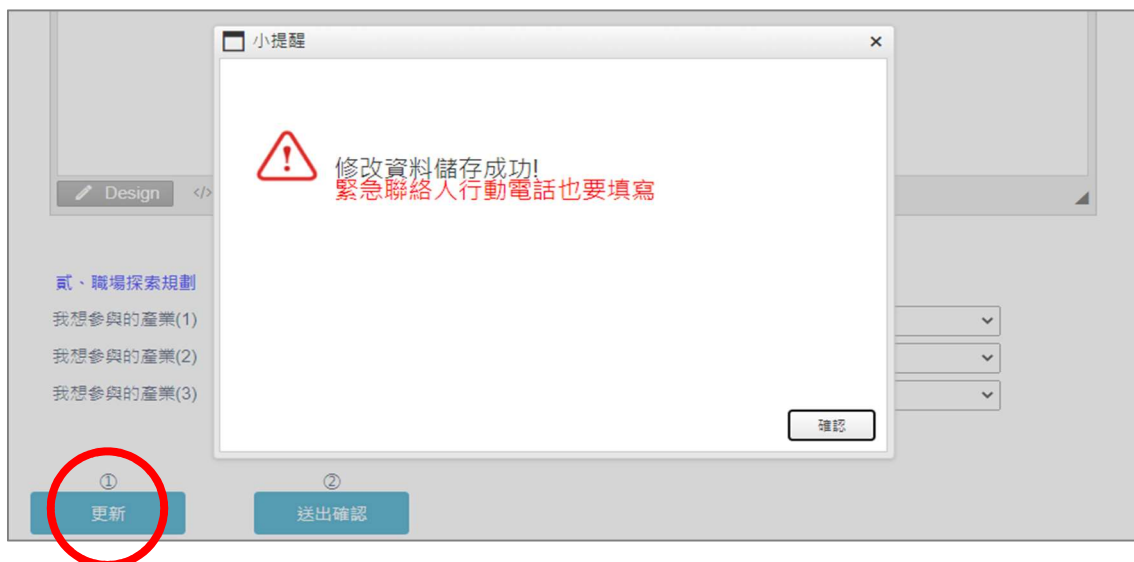 小提醒
×
修改資料儲存成功!
緊急聯絡人行動電話也要填寫
Design </>
貳、職場探索規劃
我想參與的產業(1)
我想參與的產業(2)
我想參與的產業(3)
確認
① ②
更新 送出確認